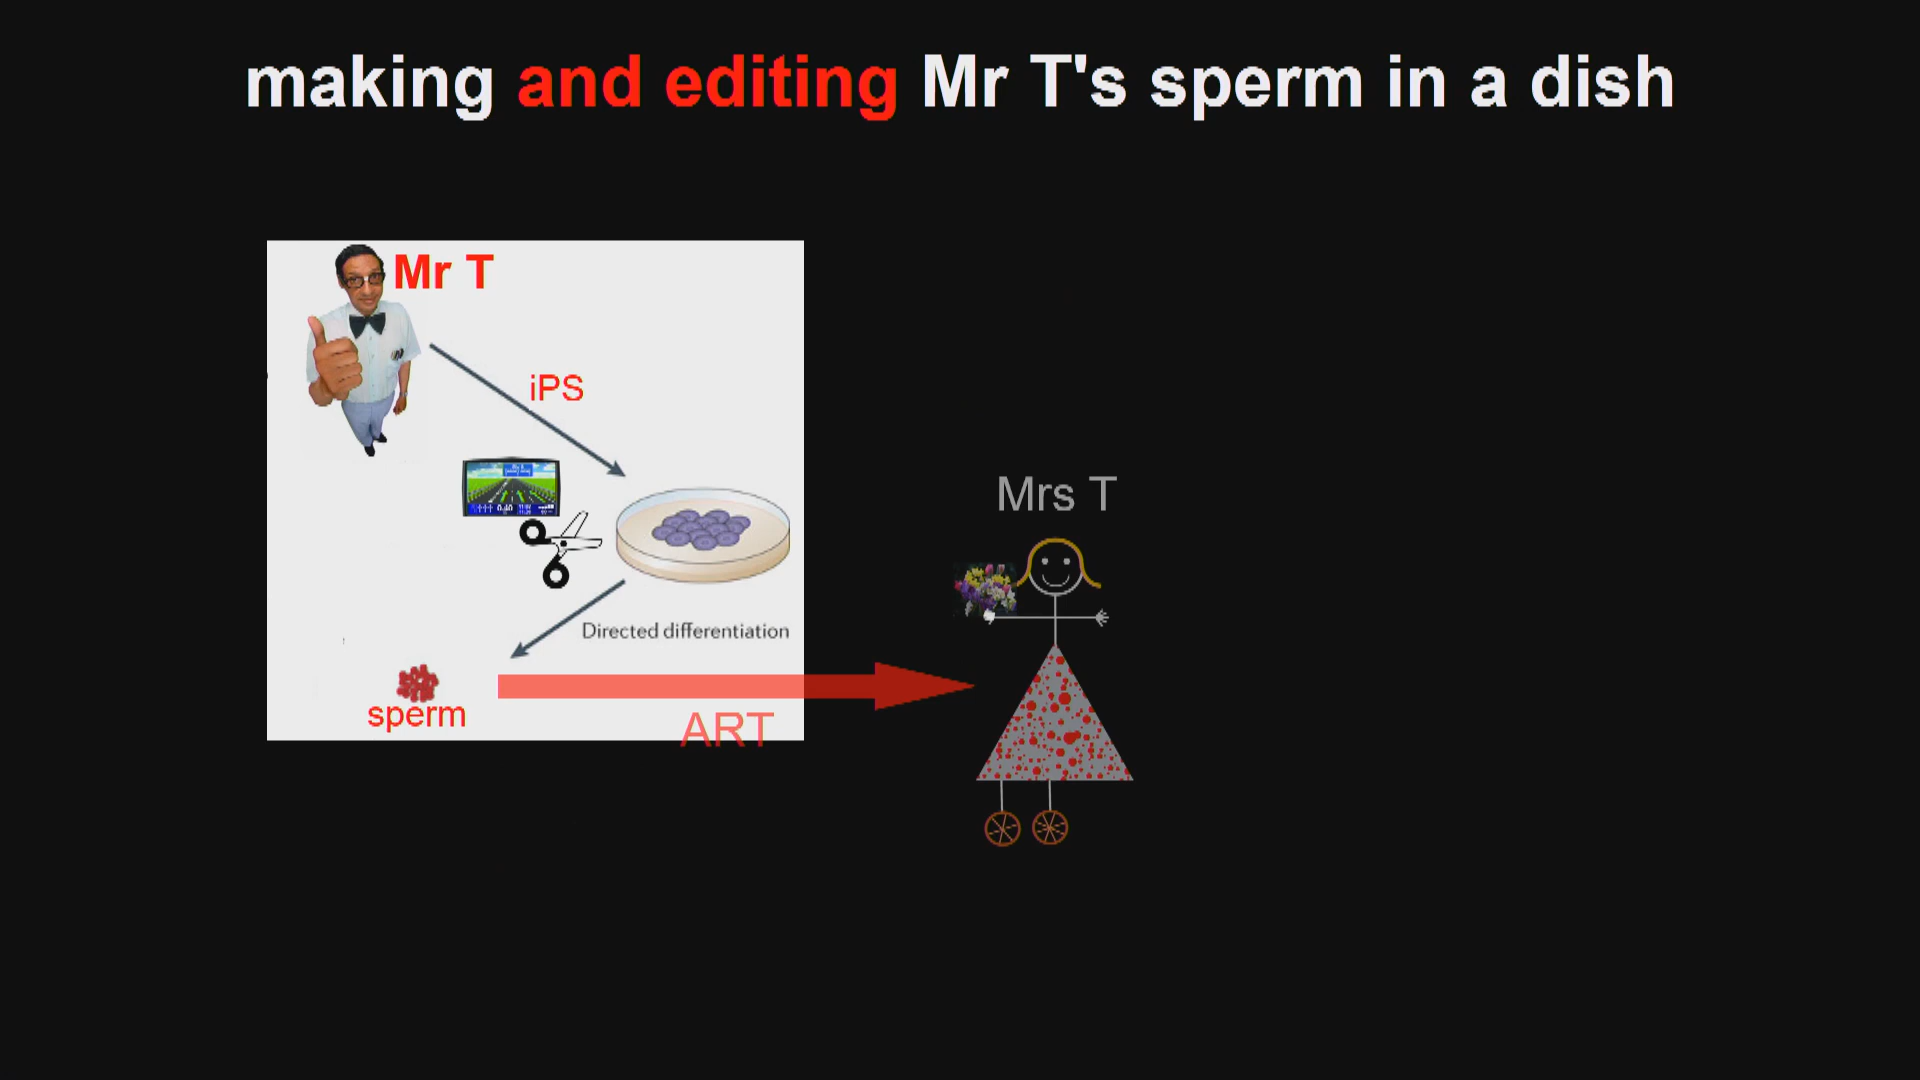 making and editing Mr T's sperm in a dish
Mr T
iPS
Directed differentiation
sperm
ART
Mrs T